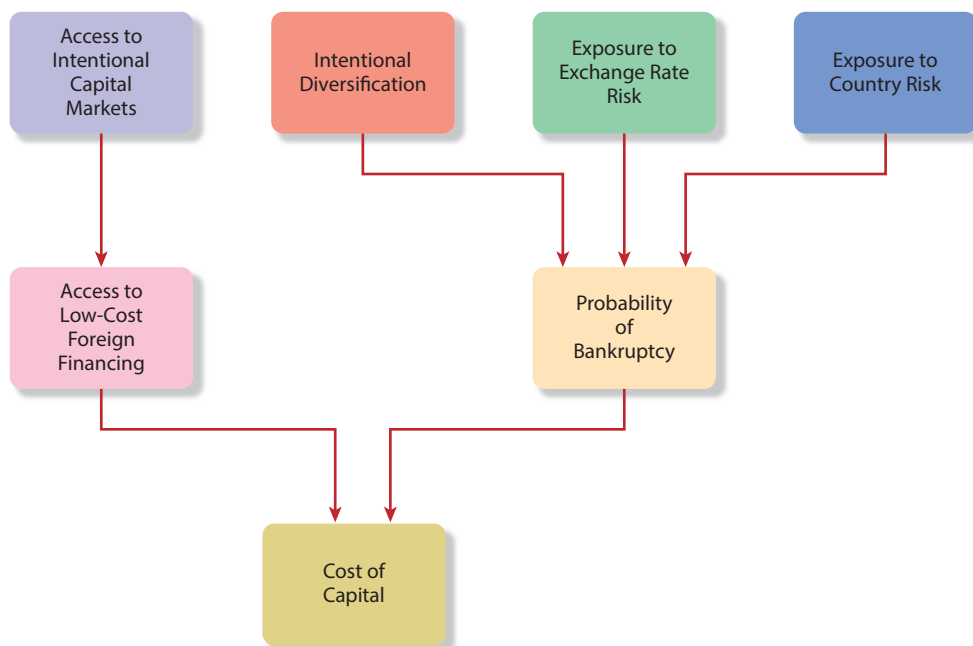 Access to
Intentional
Capital
Markets
Intentional
Diversification
Exposure to
Exchange Rate
Risk
Exposure to
Country Risk
Access to
Low-Cost
Foreign
Financing
Probability
of
Bankruptcy
Cost of
Capital